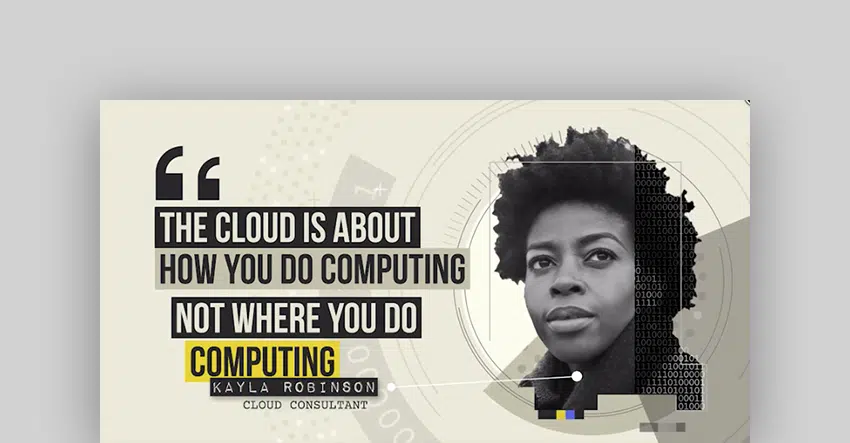 THE CLOUD IS ABOUT
HOW YOU DO COMPUTING
NOT WHERE YOU DO
COMPUTING
KAYLA ROBINSON
CLOUD CONSULTANT